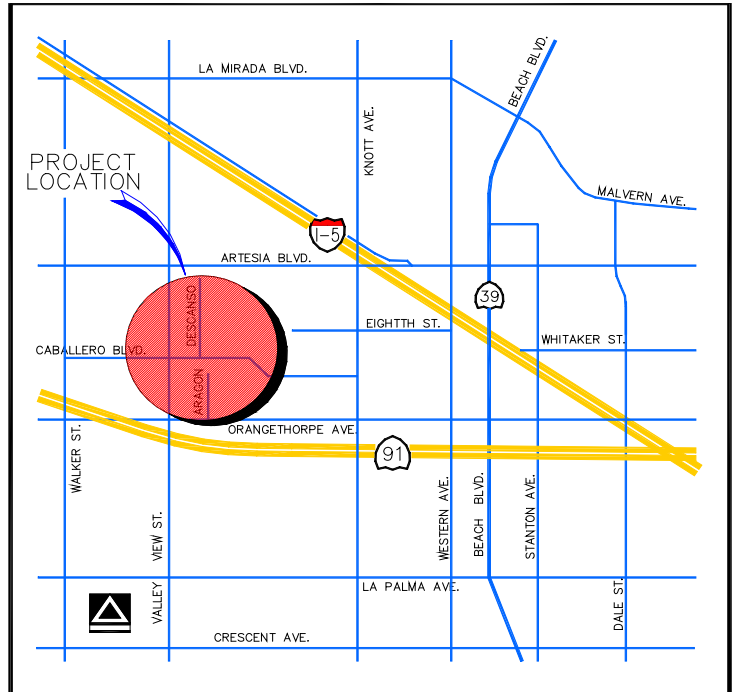 LA MIRADA BLVD.
BEACH BLVD.
KNOTT AVE.
PROJECT
LOCATION
MALVERN AVE.
I-5
ARTESIA BLVD.
39
DESCANSO
EIGHTTH ST.
WHITAKER ST.
CABALLERO BLVD.
ARAGON
ORANGETHORPE AVE.
91
WALKER ST.
VALLEY VIEW ST.
WESTERN AVE.
BEACH BLVD.
STANTON AVE.
DALE ST.
LA PALMA AVE.
CRESCENT AVE.